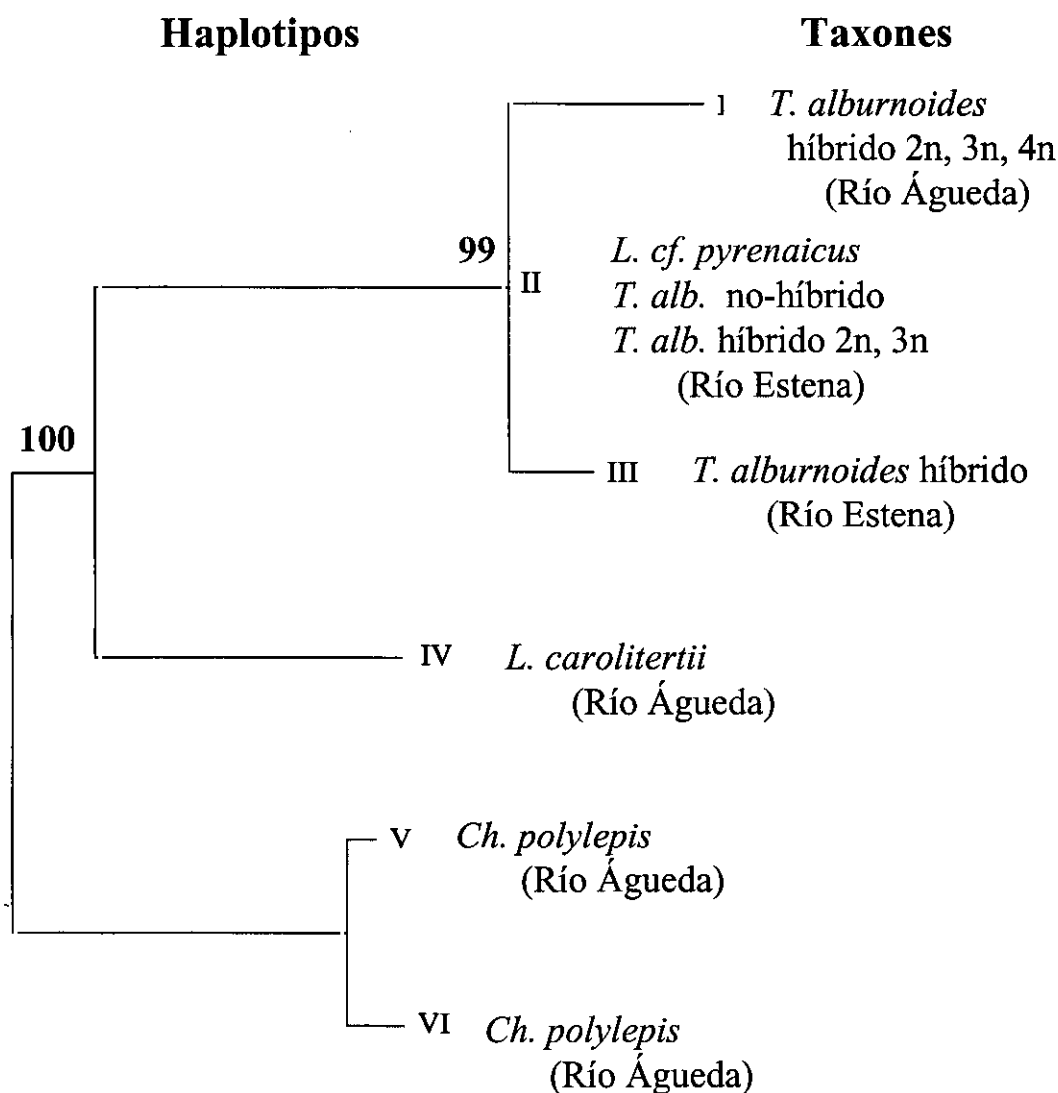 Haplotipos Taxones
I T. alburnoides
híbrido 2n, 3n, 4n
(Río Águeda)
99
II L. cf. pyrenaicus
T. alb. no-híbrido
T. alb. híbrido 2n, 3n
(Río Estena)
100
III T. alburnoides híbrido
(Río Estena)
IV L. carolitertii
(Río Águeda)
V Ch. polylepis
(Río Águeda)
VI Ch. polylepis
(Río Águeda)